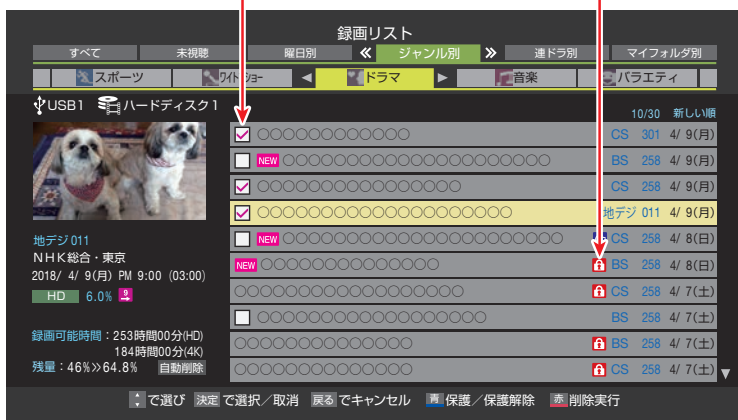 録画リスト
すべて 未視聴 曜日別 ≪ ジャンル別 ≫ 連ドラ別 マイフォルダ別
スポーツ ワイドショー ◀ ドラマ ▶ 音楽 バラエティ
USB1 ハードディスク1
10/30 新しい順
○○○○○○○○○○○○ CS 301 4/ 9(月)
NEW ○○○○○○○○○○○○○○○○○○○○○ BS 258 4/ 9(月)
○○○○○○○○○○○○○○○○ CS 258 4/ 9(月)
○○○○○○○○○○○○○○○○○○○○ 地デジ 011 4/ 9(月)
NEW ○○○○○○○○○○○○○○○○○○○○○○ CS 258 4/ 8(日)
NEW ○○○○○○○○○○○○○○ BS 258 4/ 8(日)
○○○○○○○○○○○○○○○○○○ CS 258 4/ 7(土)
○○○○○○○○○○○○○○○○○○ BS 258 4/ 7(土)
○○○○○○○○○○○○○○ BS 258 4/ 7(土)
○○○○○○○○○○○○○○ CS 258 4/ 7(土)
地デジ 011
NHK総合・東京
2018/ 4/ 9(月) PM 9:00 (03:00)
HD 6.0% 9
録画可能時間：253時間00分(HD)
184時間00分(4K)
残量：46%≫64.8% 自動削除
で選び 決定 で選択／取消 戻る でキャンセル 青 保護／保護解除 赤 削除実行